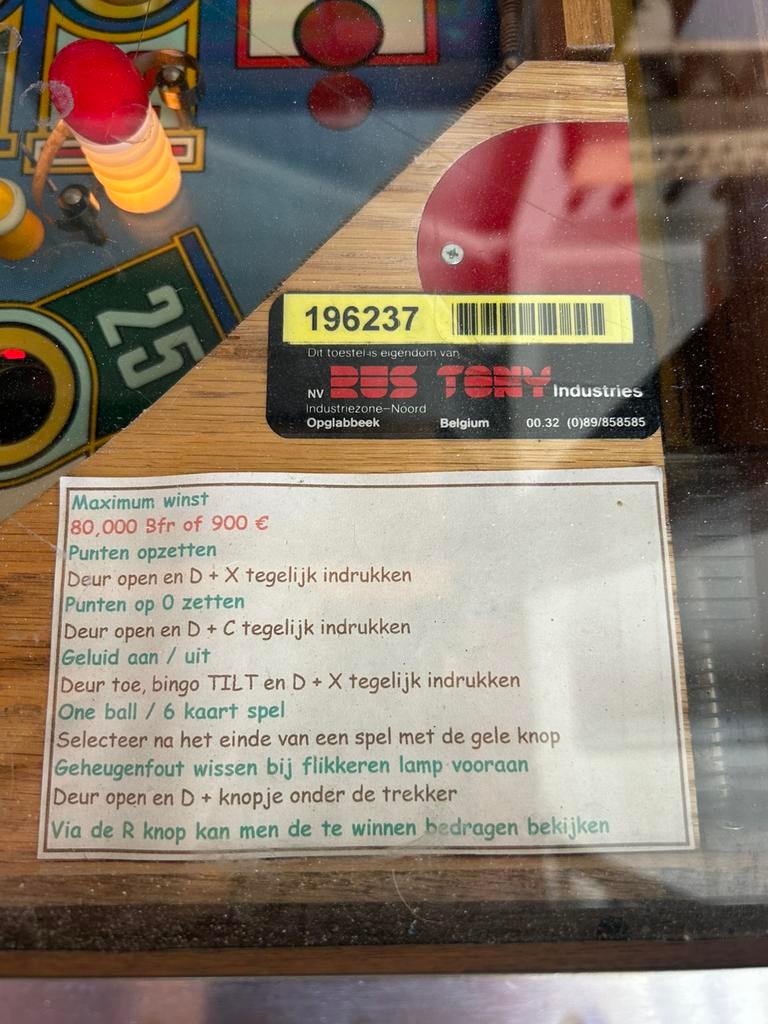 25
196237
Dit toestel is eigendom van
NV RUS TONY Industries
Industriezone-Noord
Opglabbeek Belgium 00.32 (0)89/858585
Maximum winst
80,000 Bfr of 900 €
Punten opzetten
Deur open en D + X tegelijk indrukken
Punten op 0 zetten
Deur open en D + C tegelijk indrukken
Geluid aan / uit
Deur toe, bingo TILT en D + X tegelijk indrukken
One ball / 6 kaart spel
Selecteer na het einde van een spel met de gele knop
Geheugenfout wissen bij flikkeren lamp vooraan
Deur open en D + knopje onder de trekker
Via de R knop kan men de te winnen bedragen bekijken